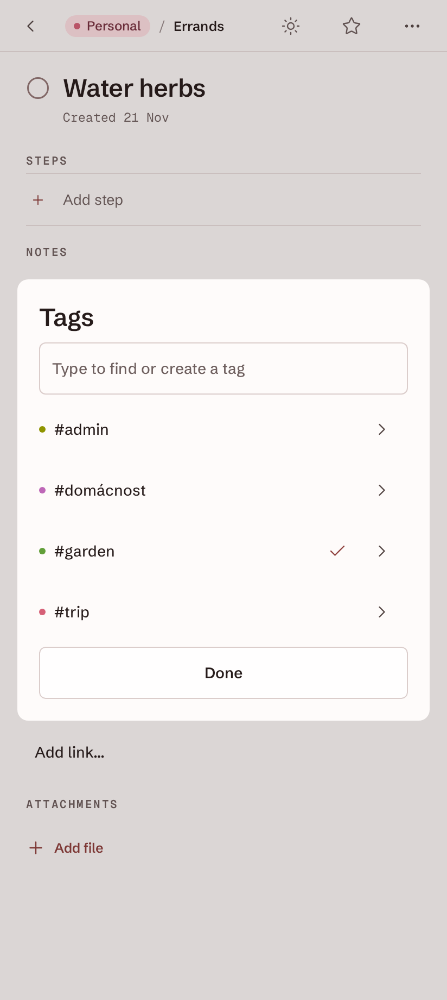 Personal / Errands
Water herbs
Created 21 Nov
STEPS
+ Add step
NOTES
Tags
Type to find or create a tag
#admin
#domácnost
#garden
#trip
Done
Add link...
ATTACHMENTS
+ Add file